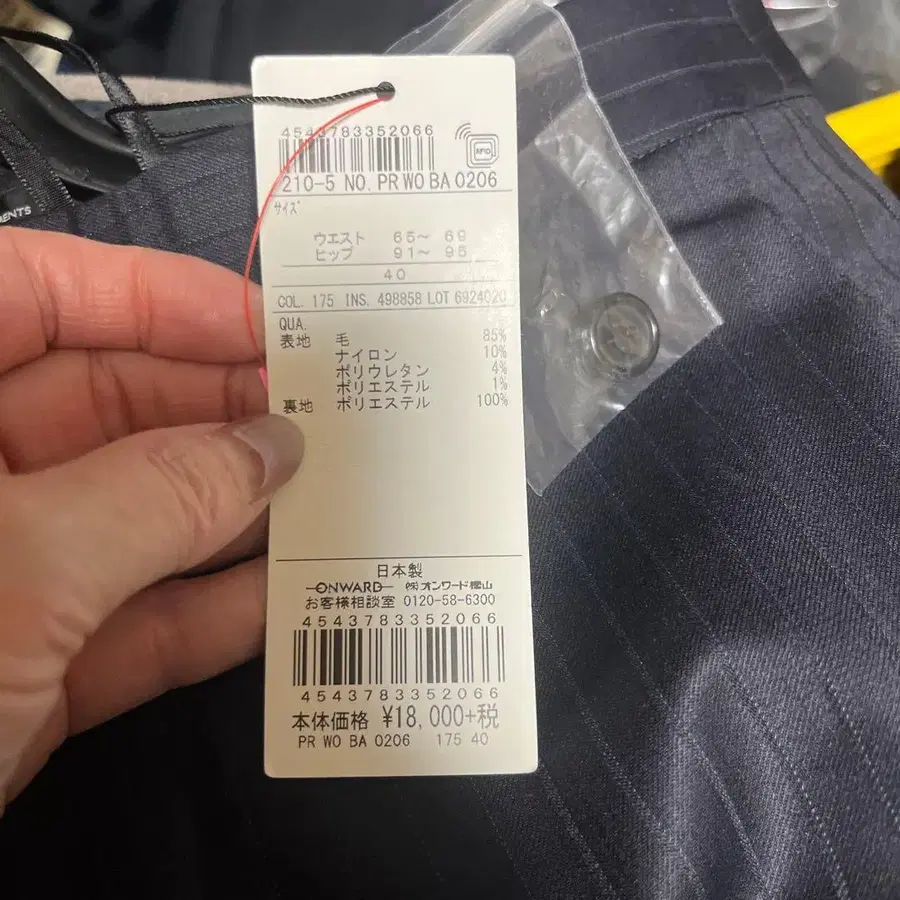 MENTS
4543783352066
RFID
210-5 NO. PR WO BA 0206
サイズ
ウエスト 65～ 69
ヒップ 91～ 95
40
COL. 175 INS. 498858 LOT 6924020
QUA.
表地 毛 85%
ナイロン 10%
ポリウレタン 4%
ポリエステル 1%
裏地 ポリエステル 100%
日本製
ONWARD ㈱オンワード樫山
お客様相談室 0120-58-6300
4543783352066
4543783352066
本体価格 ¥18,000+税
PR WO BA 0206 175 40